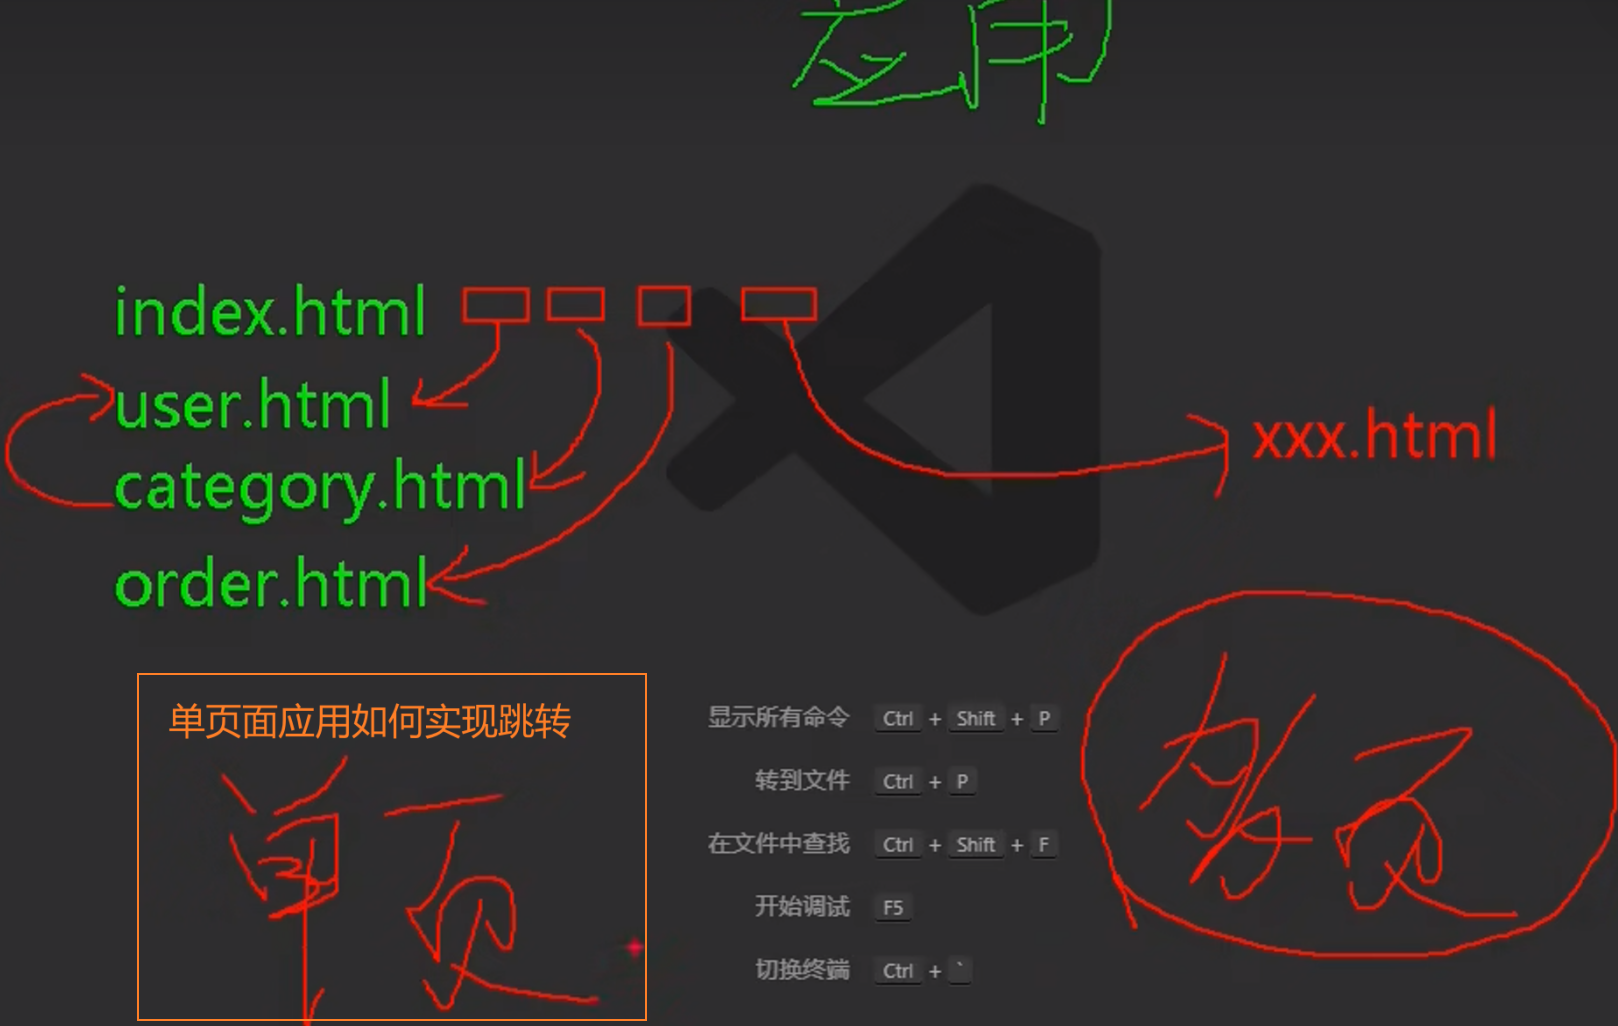 应用
index.html
user.html
xxx.html
category.html
order.html
单页面应用如何实现跳转
单页
显示所有命令 Ctrl + Shift + P
转到文件 Ctrl + P
在文件中查找 Ctrl + Shift + F
开始调试 F5
切换终端 Ctrl + `
多页